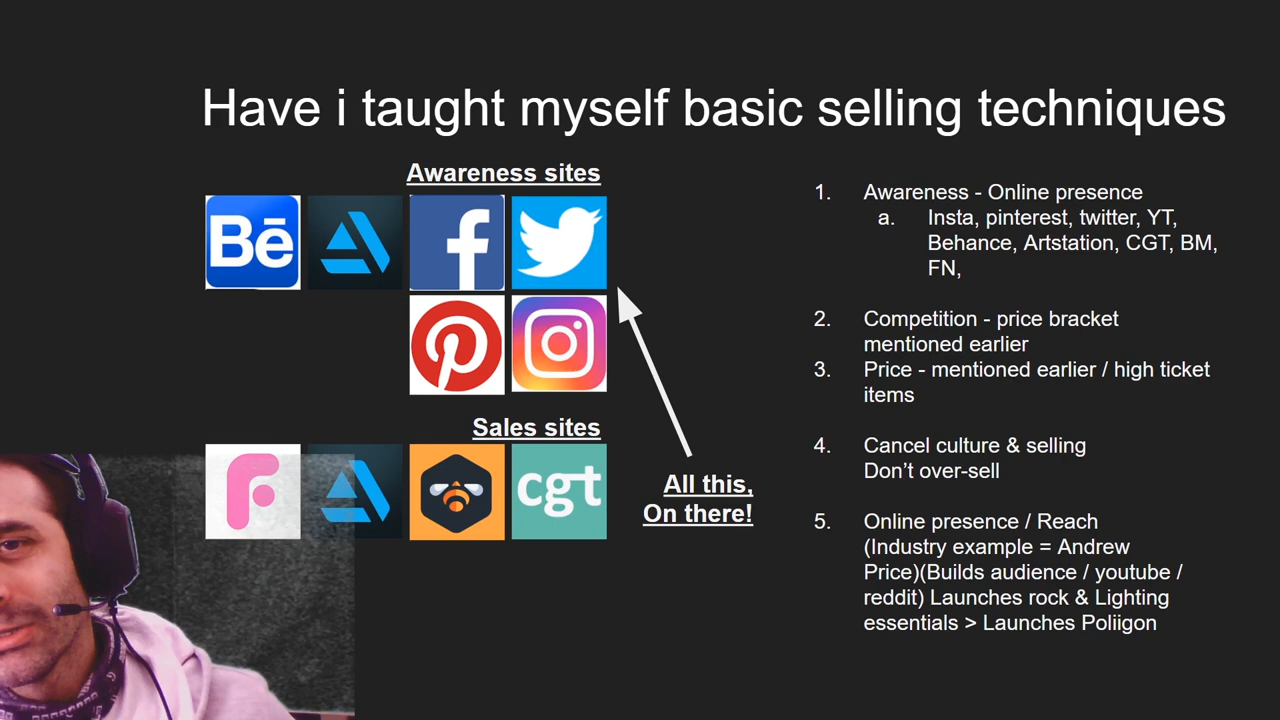 Have i taught myself basic selling techniques
Awareness sites
Bē
Sales sites
cgt
All this,
On there!
1. Awareness - Online presence
a. Insta, pinterest, twitter, YT,
Behance, Artstation, CGT, BM,
FN,
2. Competition - price bracket
mentioned earlier
3. Price - mentioned earlier / high ticket
items
4. Cancel culture & selling
Don’t over-sell
5. Online presence / Reach
(Industry example = Andrew
Price)(Builds audience / youtube /
reddit) Launches rock & Lighting
essentials > Launches Poliigon